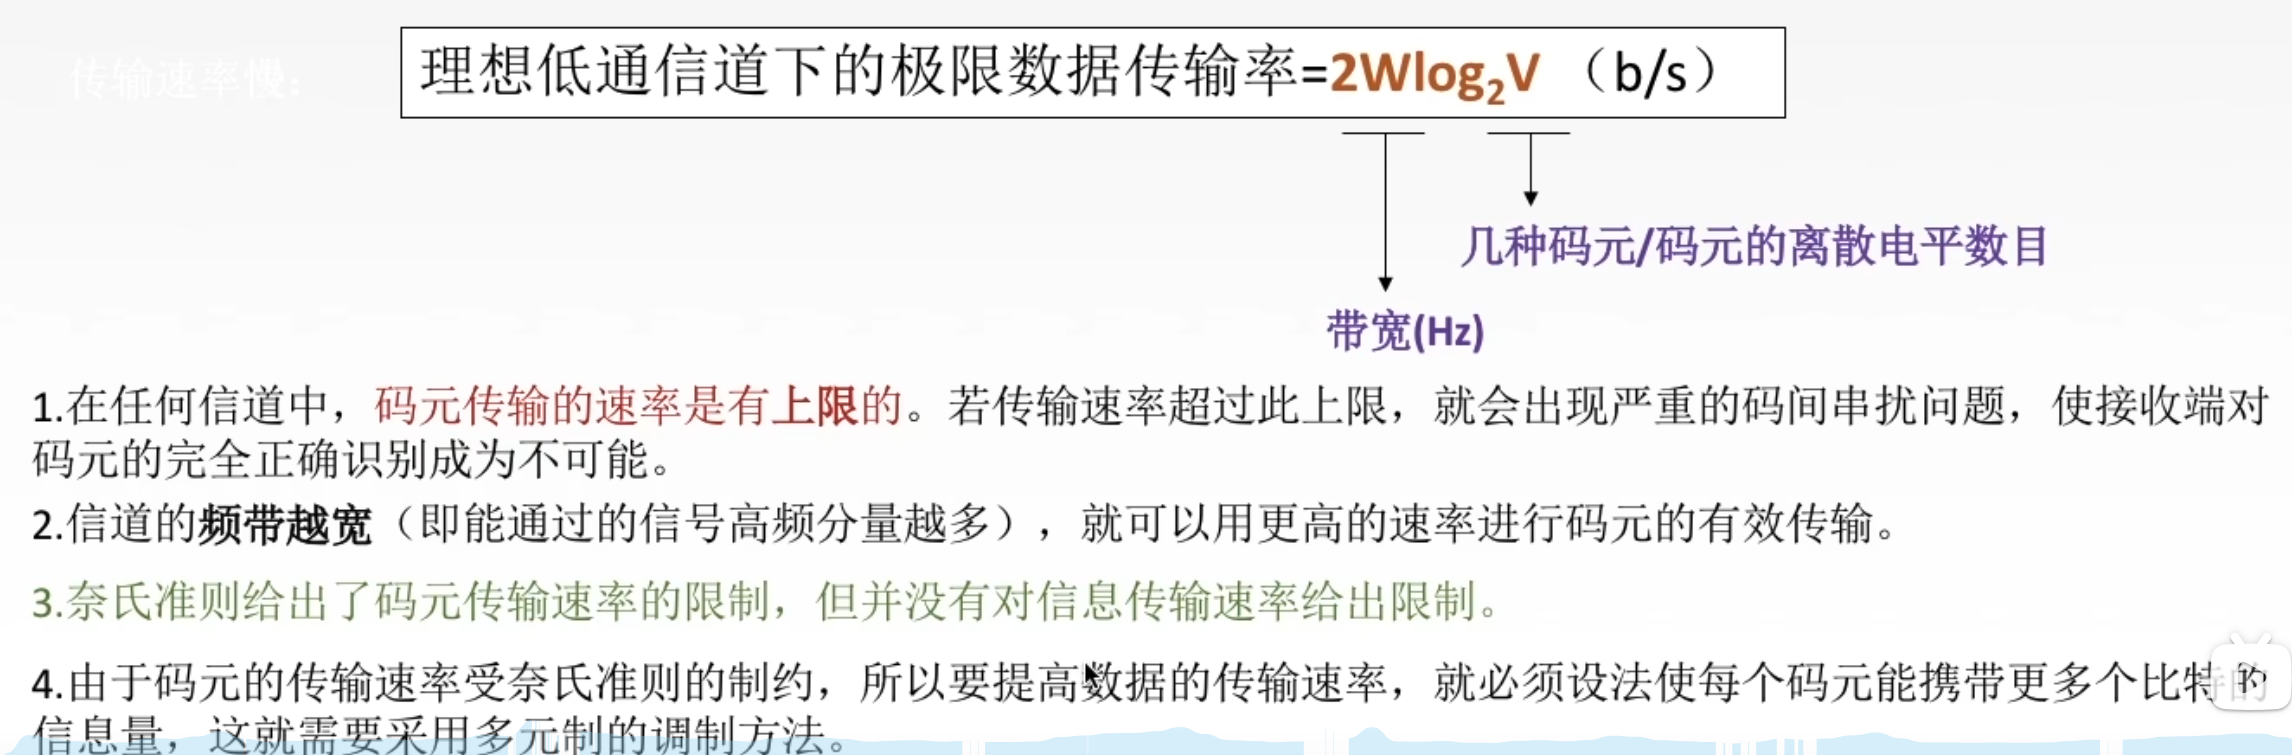 传输速率慢：
理想低通信道下的极限数据传输率=2Wlog₂V （b/s）
几种码元/码元的离散电平数目
带宽(Hz)
1.在任何信道中，码元传输的速率是有上限的。若传输速率超过此上限，就会出现严重的码间串扰问题，使接收端对
码元的完全正确识别成为不可能。
2.信道的频带越宽（即能通过的信号高频分量越多），就可以用更高的速率进行码元的有效传输。
3.奈氏准则给出了码元传输速率的限制，但并没有对信息传输速率给出限制。
4.由于码元的传输速率受奈氏准则的制约，所以要提高数据的传输速率，就必须设法使每个码元能携带更多个比特的
信息量，这就需要采用多元制的调制方法。